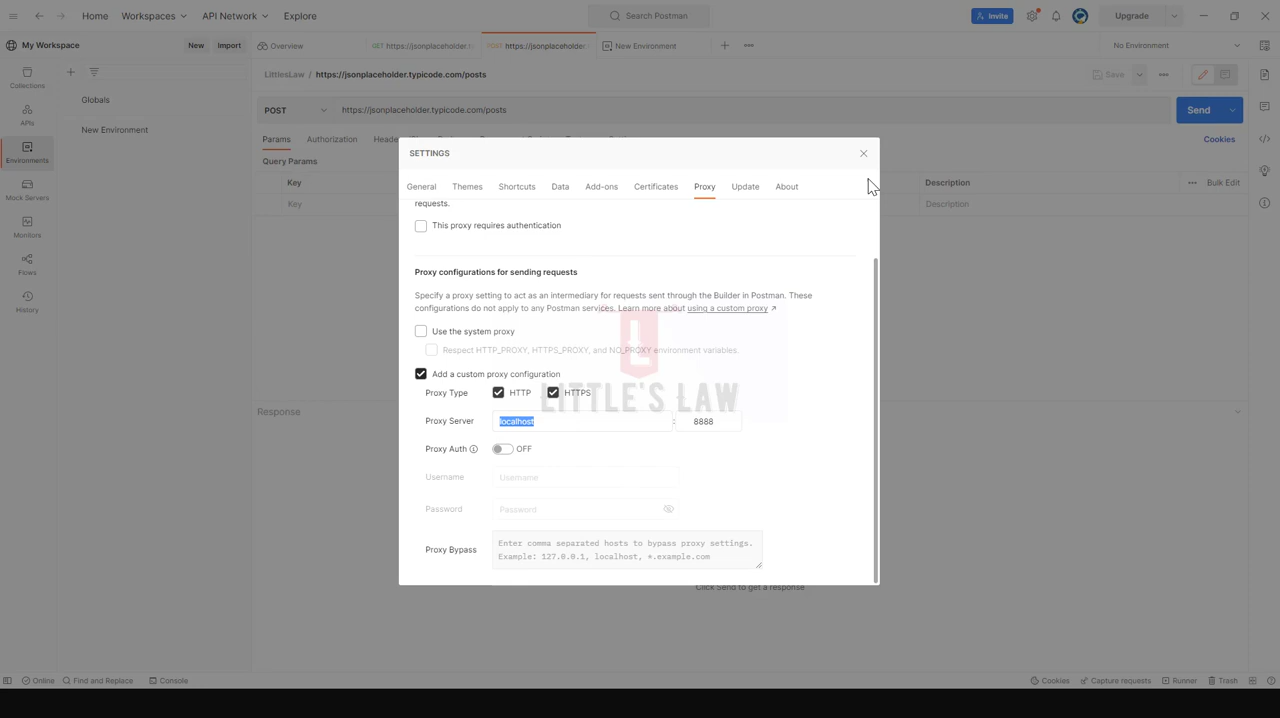 Home
Workspaces
API Network
Explore
Search Postman
Invite
Upgrade
My Workspace
New
Import
Overview
GET https://jsonplaceholder.t
https://jsonplaceholder.
New Environment
No Environment
Collections
APIs
Environments
Mock Servers
Monitors
Flows
History
Globals
New Environment
LittlesLaw / https://jsonplaceholder.typicode.com/posts
Save
POST
https://jsonplaceholder.typicode.com/posts
Send
Params
Authorization
Cookies
Query Params
Key
Description
Bulk Edit
Key
Description
SETTINGS
General
Themes
Shortcuts
Data
Add-ons
Certificates
Proxy
Update
About
requests.
This proxy requires authentication
Proxy configurations for sending requests
Specify a proxy setting to act as an intermediary for requests sent through the Builder in Postman. These
configurations do not apply to any Postman services. Learn more about using a custom proxy ↗
Use the system proxy
Respect HTTP_PROXY, HTTPS_PROXY, and NO_PROXY environment variables.
Add a custom proxy configuration
Proxy Type
HTTP
HTTPS
LITTLE'S LAW
Proxy Server
localhost
:
8888
Proxy Auth
OFF
Username
Username
Password
Password
Proxy Bypass
Enter comma separated hosts to bypass proxy settings.
Example: 127.0.0.1, localhost, *.example.com
Response
Click Send to get a response
Online
Find and Replace
Console
Cookies
Capture requests
Runner
Trash